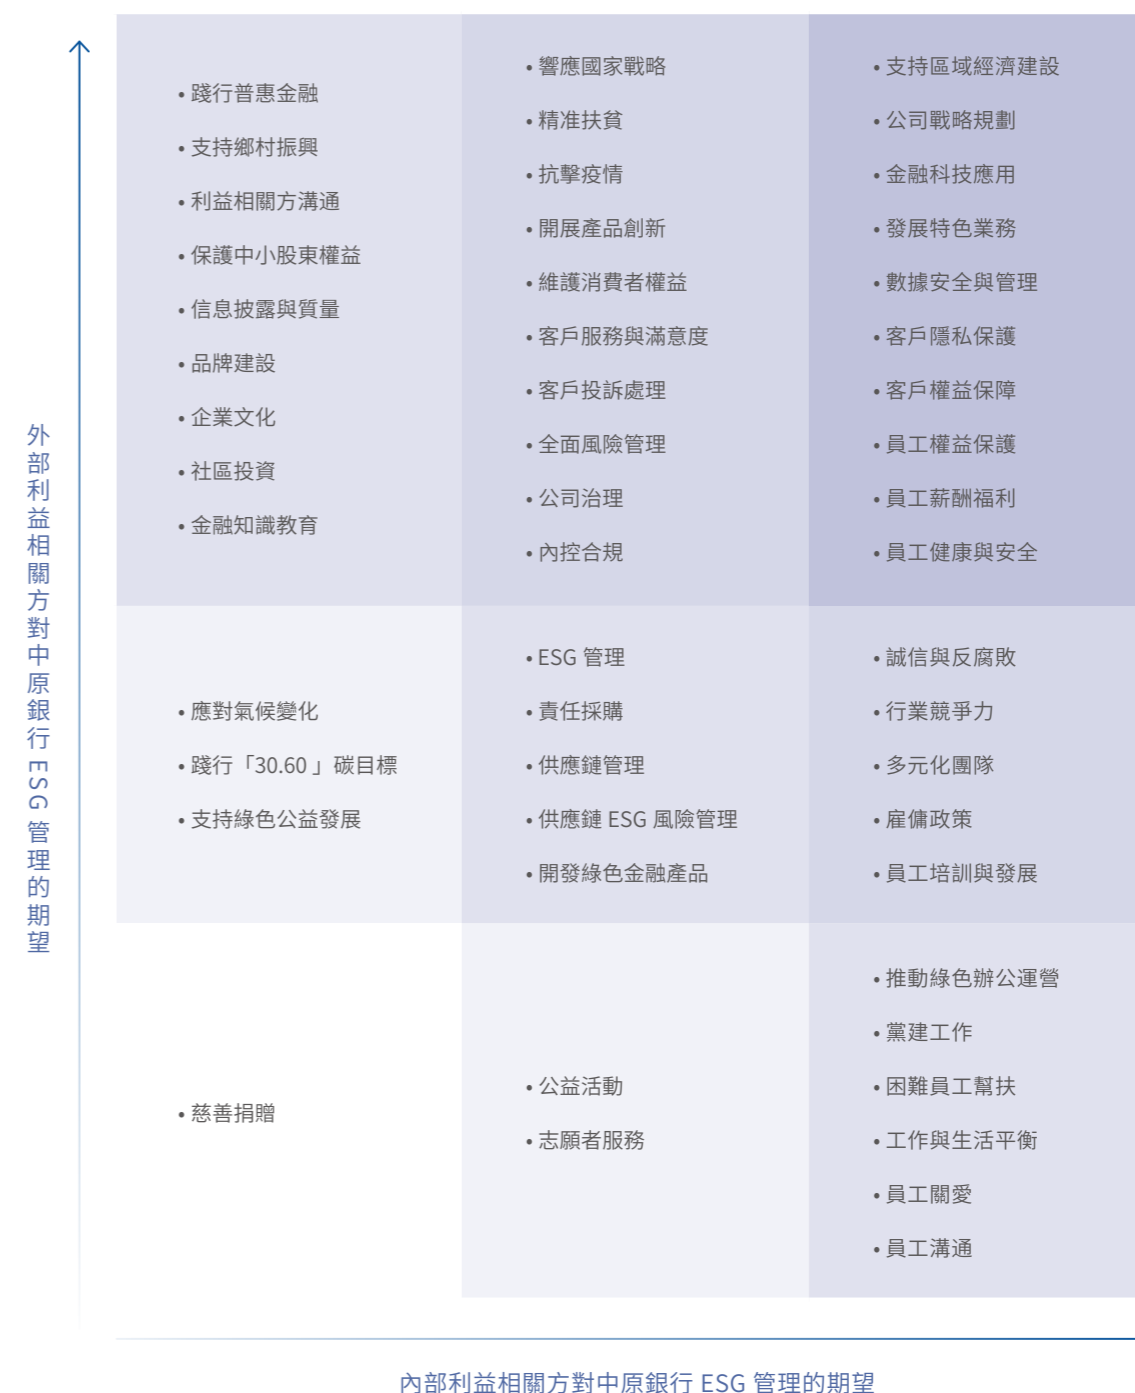 外部利益相關方對中原銀行 ESG 管理的期望
• 踐行普惠金融
• 支持鄉村振興
• 利益相關方溝通
• 保護中小股東權益
• 信息披露與質量
• 品牌建設
• 企業文化
• 社區投資
• 金融知識教育
• 響應國家戰略
• 精准扶貧
• 抗擊疫情
• 開展產品創新
• 維護消費者權益
• 客戶服務與滿意度
• 客戶投訴處理
• 全面風險管理
• 公司治理
• 內控合規
• 支持區域經濟建設
• 公司戰略規劃
• 金融科技應用
• 發展特色業務
• 數據安全與管理
• 客戶隱私保護
• 客戶權益保障
• 員工權益保護
• 員工薪酬福利
• 員工健康與安全
• 應對氣候變化
• 踐行「30.60 」碳目標
• 支持綠色公益發展
• ESG 管理
• 責任採購
• 供應鏈管理
• 供應鏈 ESG 風險管理
• 開發綠色金融產品
• 誠信與反腐敗
• 行業競爭力
• 多元化團隊
• 雇傭政策
• 員工培訓與發展
• 慈善捐贈
• 公益活動
• 志願者服務
• 推動綠色辦公運營
• 黨建工作
• 困難員工幫扶
• 工作與生活平衡
• 員工關愛
• 員工溝通
內部利益相關方對中原銀行 ESG 管理的期望